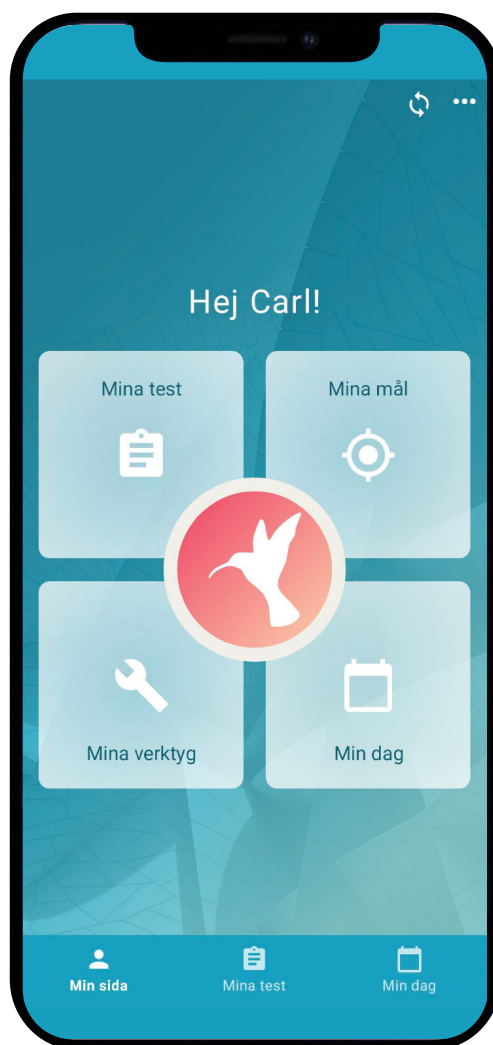 Hej Carl!
Mina test
Mina mål
Mina verktyg
Min dag
Min sida
Mina test
Min dag